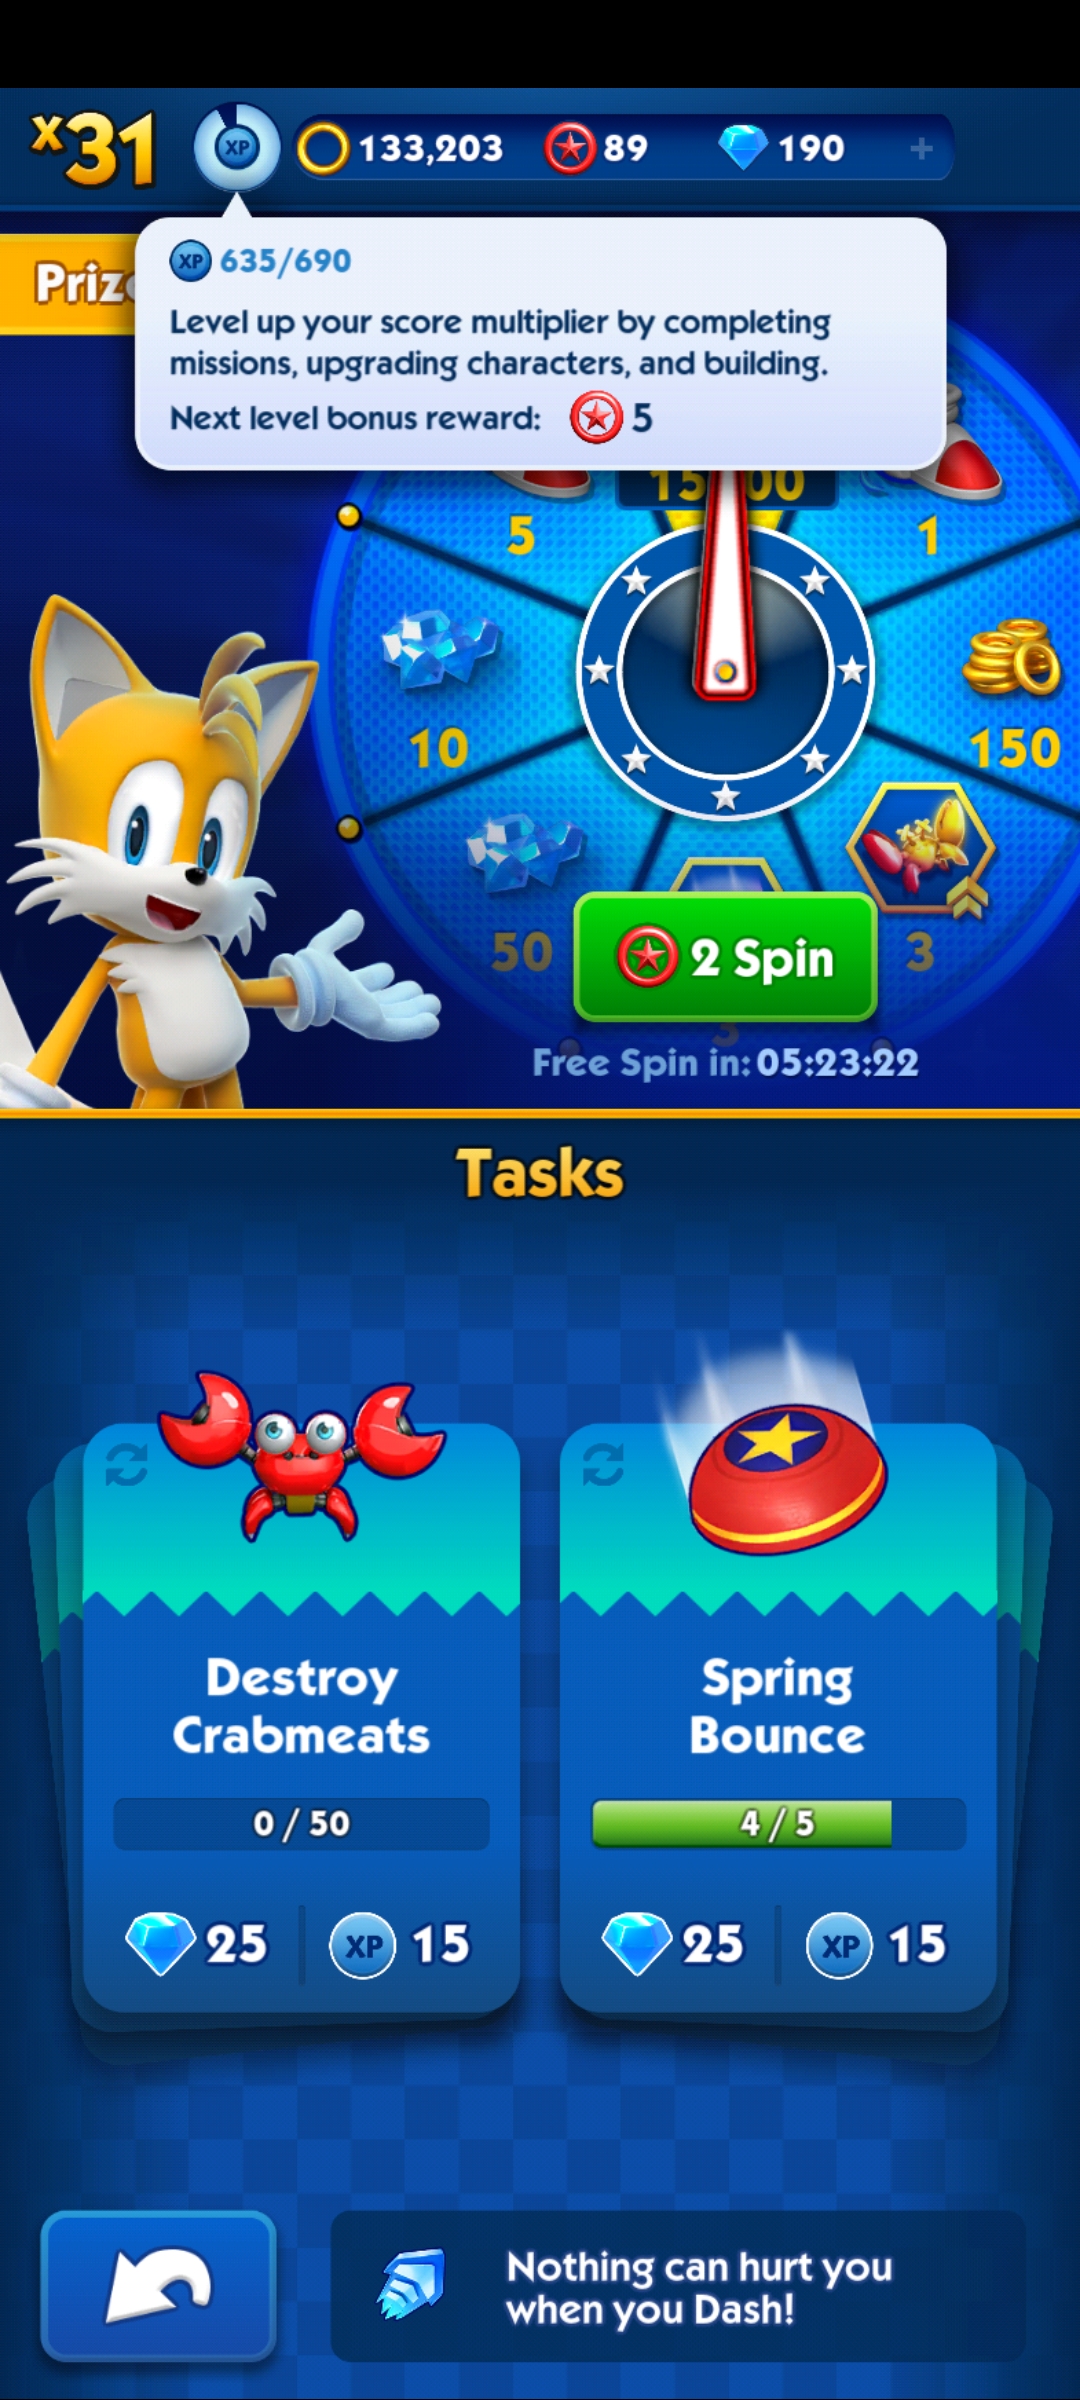 x31
XP
133,203
89
190
+
XP 635/690
Level up your score multiplier by completing
missions, upgrading characters, and building.
Next level bonus reward: 5
5
1
10
150
50
3
2 Spin
3
Free Spin in: 05:23:22
Tasks
Destroy
Crabmeats
0 / 50
25
XP 15
Spring
Bounce
4 / 5
25
XP 15
Nothing can hurt you
when you Dash!